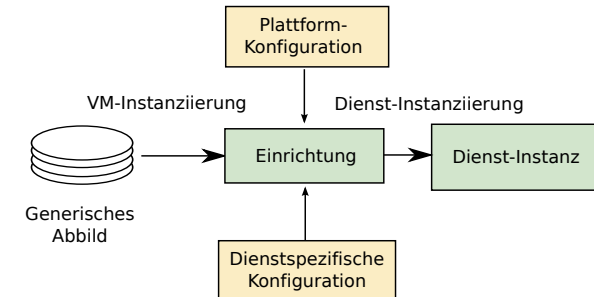 Plattform-
Konfiguration
VM-Instanziierung
Dienst-Instanziierung
Einrichtung
Dienst-Instanz
Generisches
Abbild
Dienstspezifische
Konfiguration